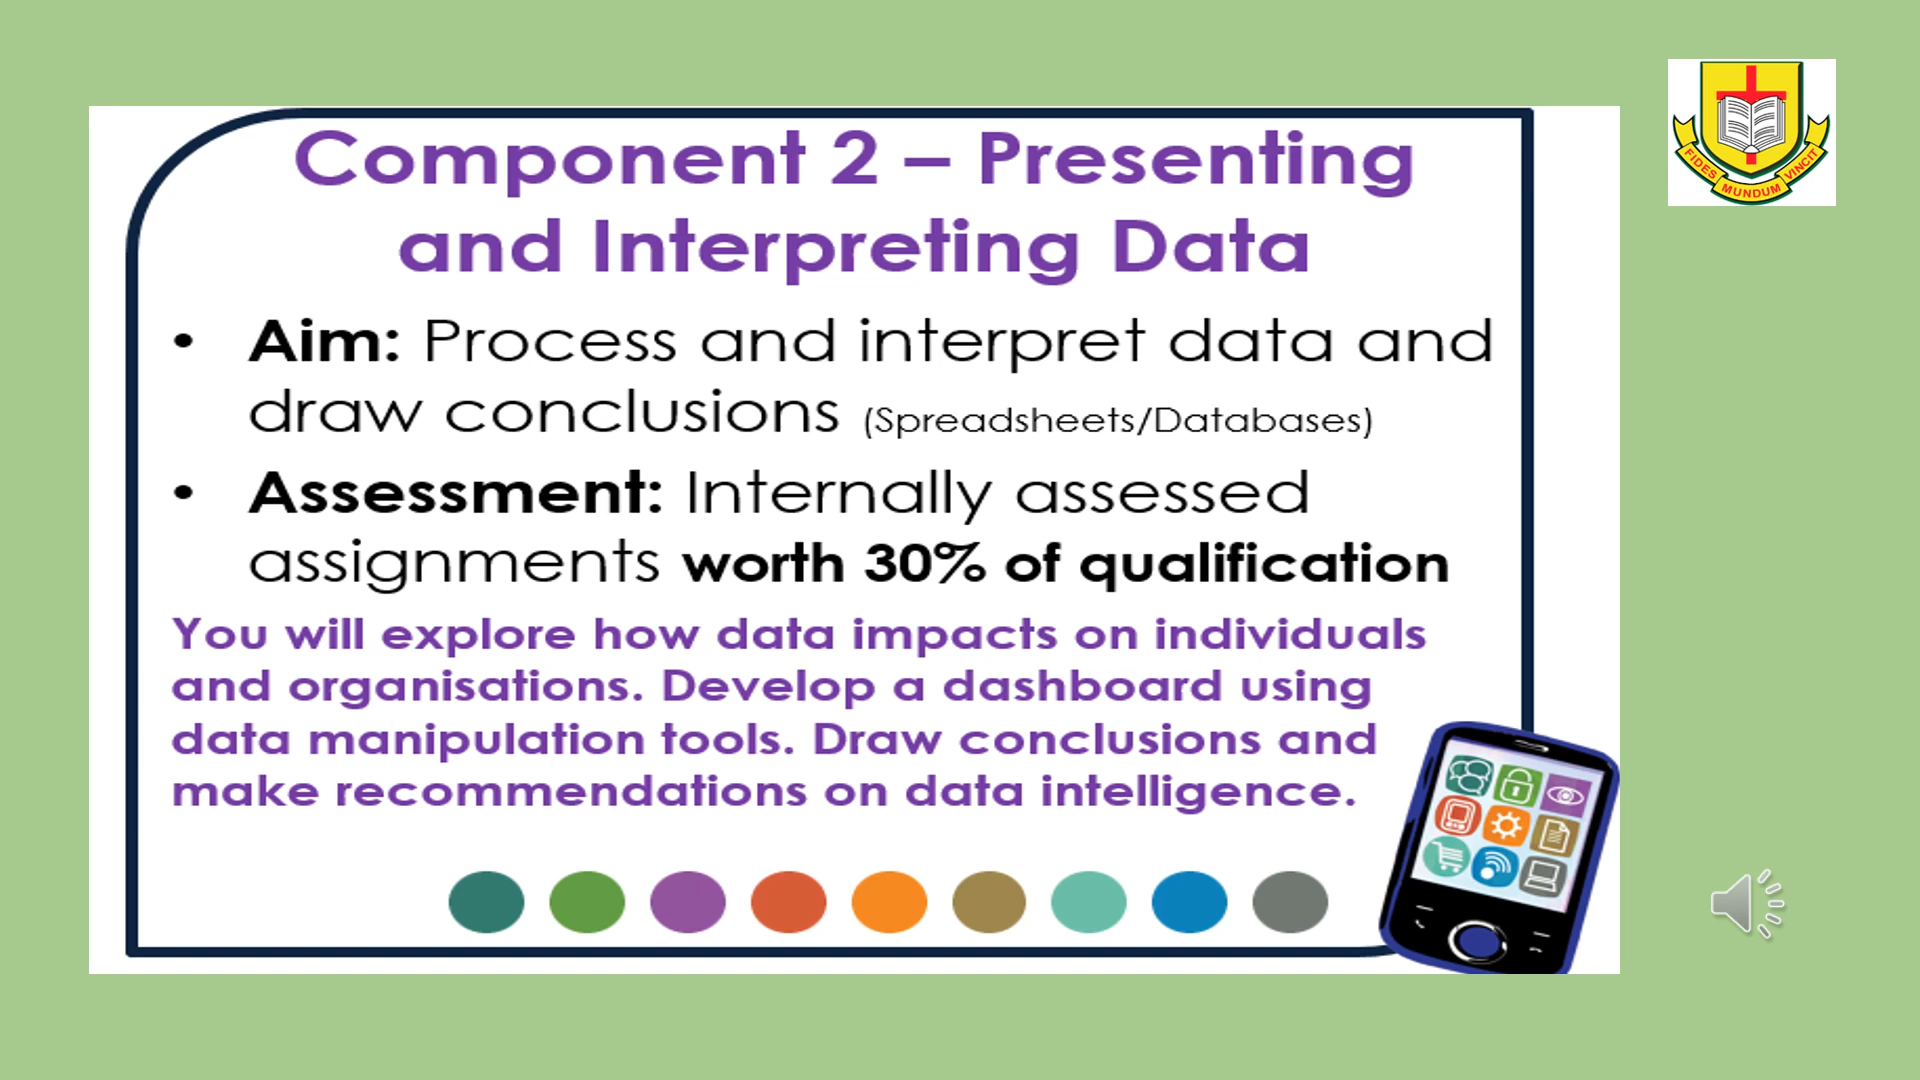 Component 2 – Presenting
and Interpreting Data
• Aim: Process and interpret data and
draw conclusions (Spreadsheets/Databases)
• Assessment: Internally assessed
assignments worth 30% of qualification
You will explore how data impacts on individuals
and organisations. Develop a dashboard using
data manipulation tools. Draw conclusions and
make recommendations on data intelligence.
FIDES MUNDUM VINCIT